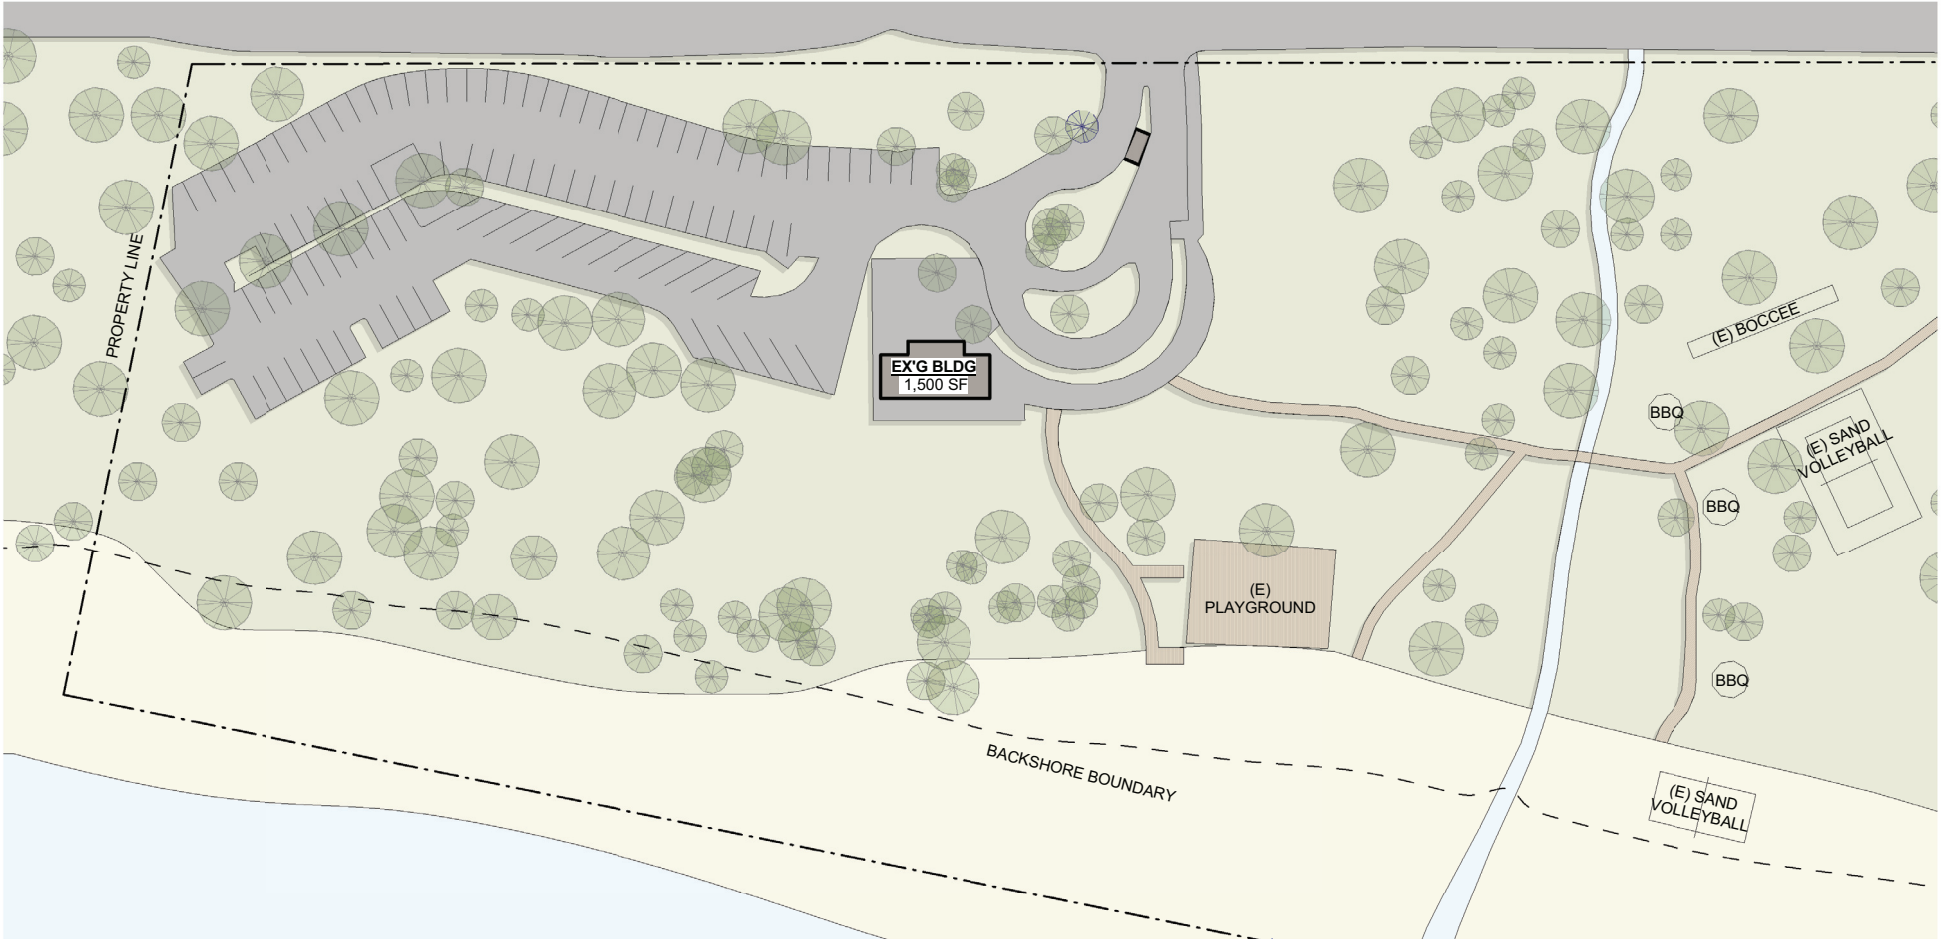 PROPERTY LINE
EX'G BLDG
1,500 SF
(E) BOCCEE
BBQ
(E) SAND
VOLLEYBALL
BBQ
(E)
PLAYGROUND
BBQ
BACKSHORE BOUNDARY
(E) SAND
VOLLEYBALL